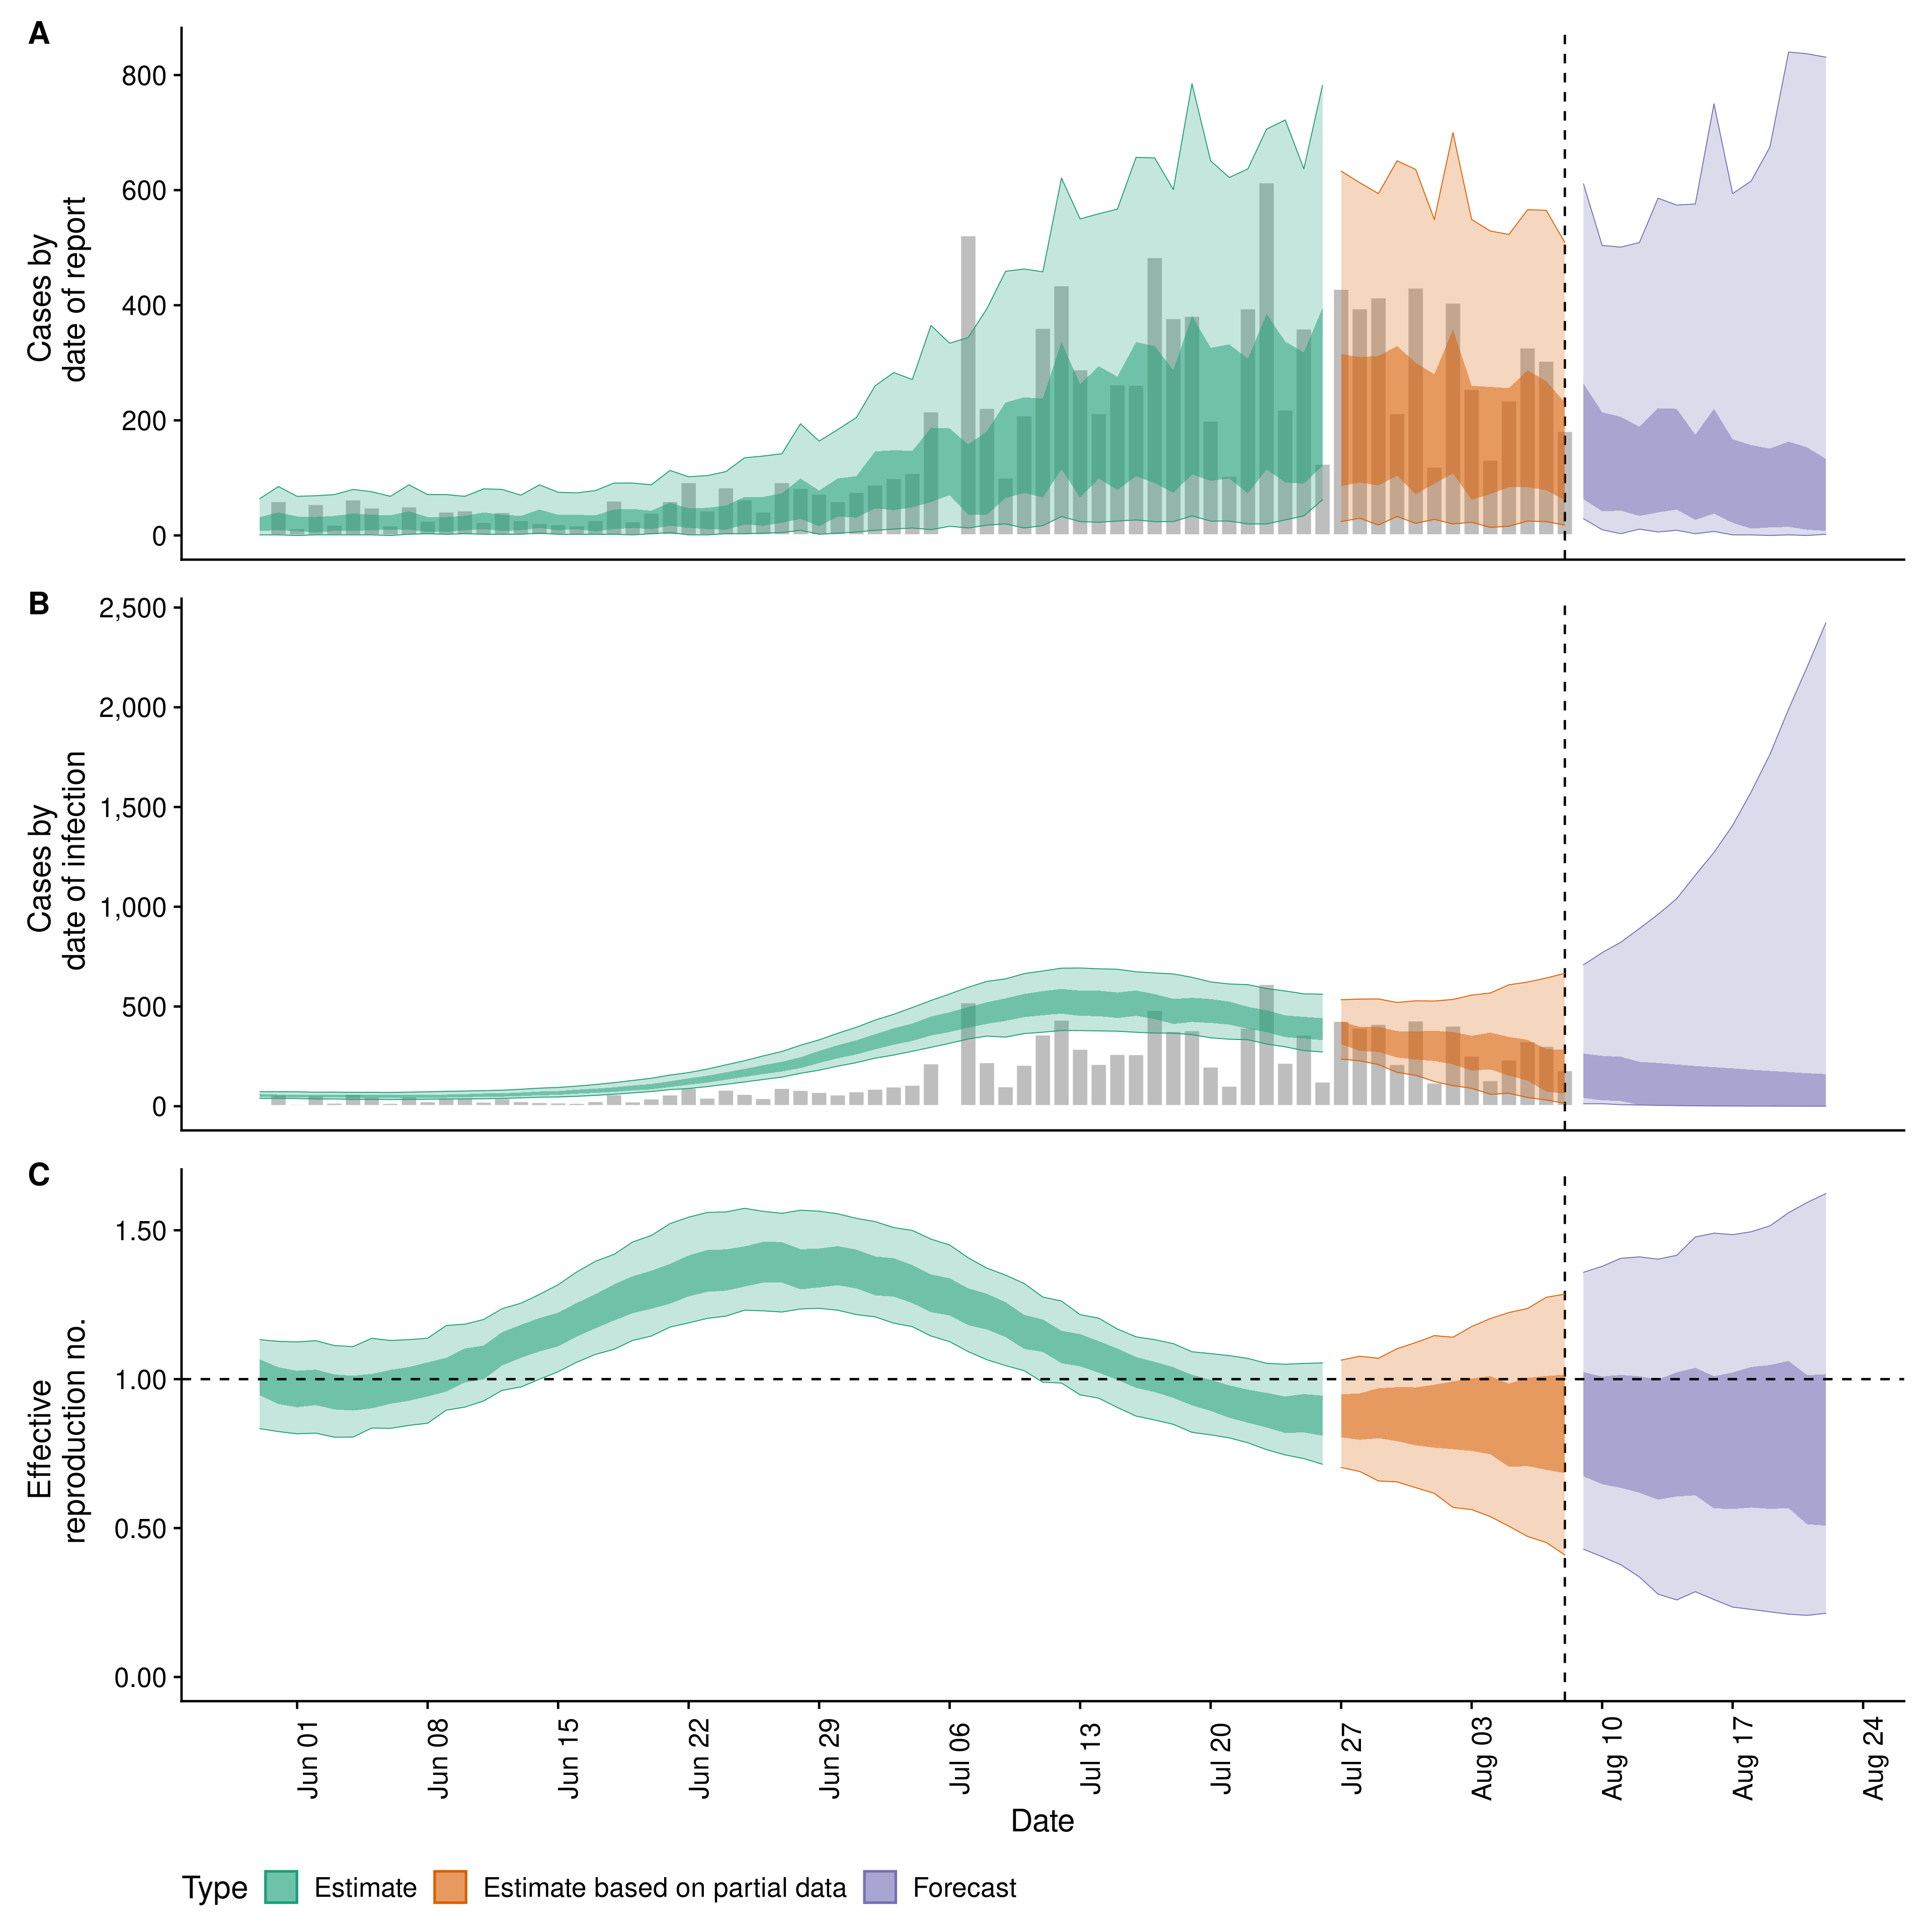 A
800
600
400
200
0
Cases by
date of report
B
2,500
2,000
1,500
1,000
500
0
Cases by
date of infection
C
1.50
1.00
0.50
0.00
Effective
reproduction no.
Jun 01
Jun 08
Jun 15
Jun 22
Jun 29
Jul 06
Jul 13
Jul 20
Jul 27
Aug 03
Aug 10
Aug 17
Aug 24
Date
Type Estimate Estimate based on partial data Forecast